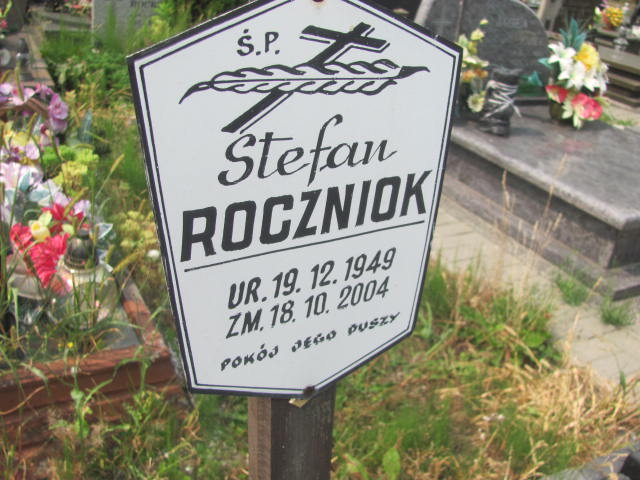 Ś.P.
Stefan
ROCZNIOK
UR. 19. 12. 1949
ZM. 18. 10. 2004
POKÓJ JEGO DUSZY